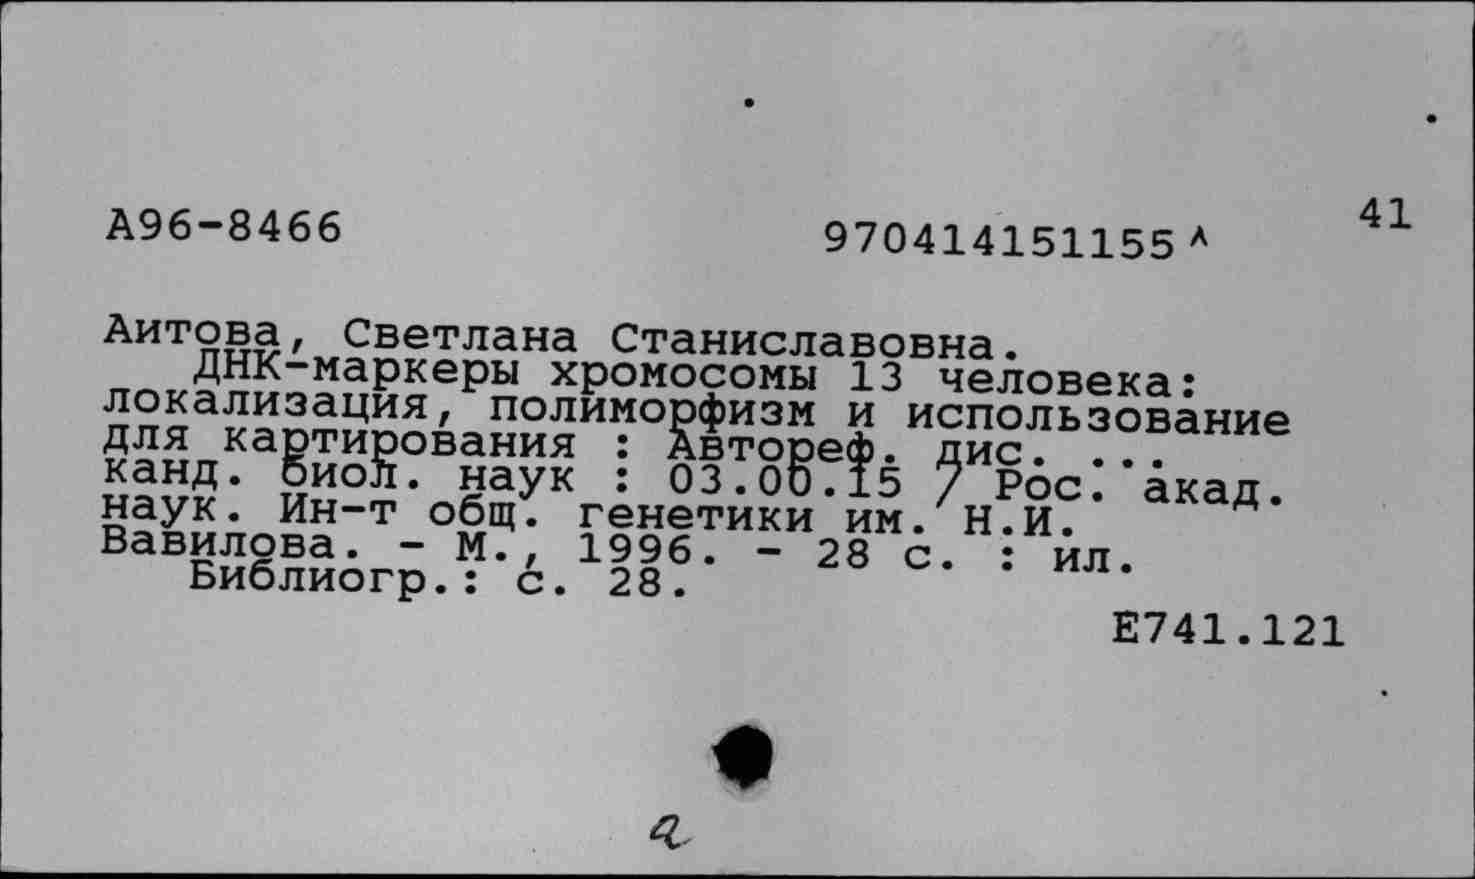 А96-8466 970414151155 А 41
Аитова, Светлана Станиславовна.
ДНК-маркеры хромосомы 13 человека:
локализация, полиморфизм и использование
для картирования : Автореф. дис. ...
канд. биол. наук : 03.00.15 / Рос. акад.
наук. Ин-т общ. генетики им. Н.И.
Вавилова. - М., 1996. - 28 с. : ил.
Библиогр.: с. 28.
Е741.121
а